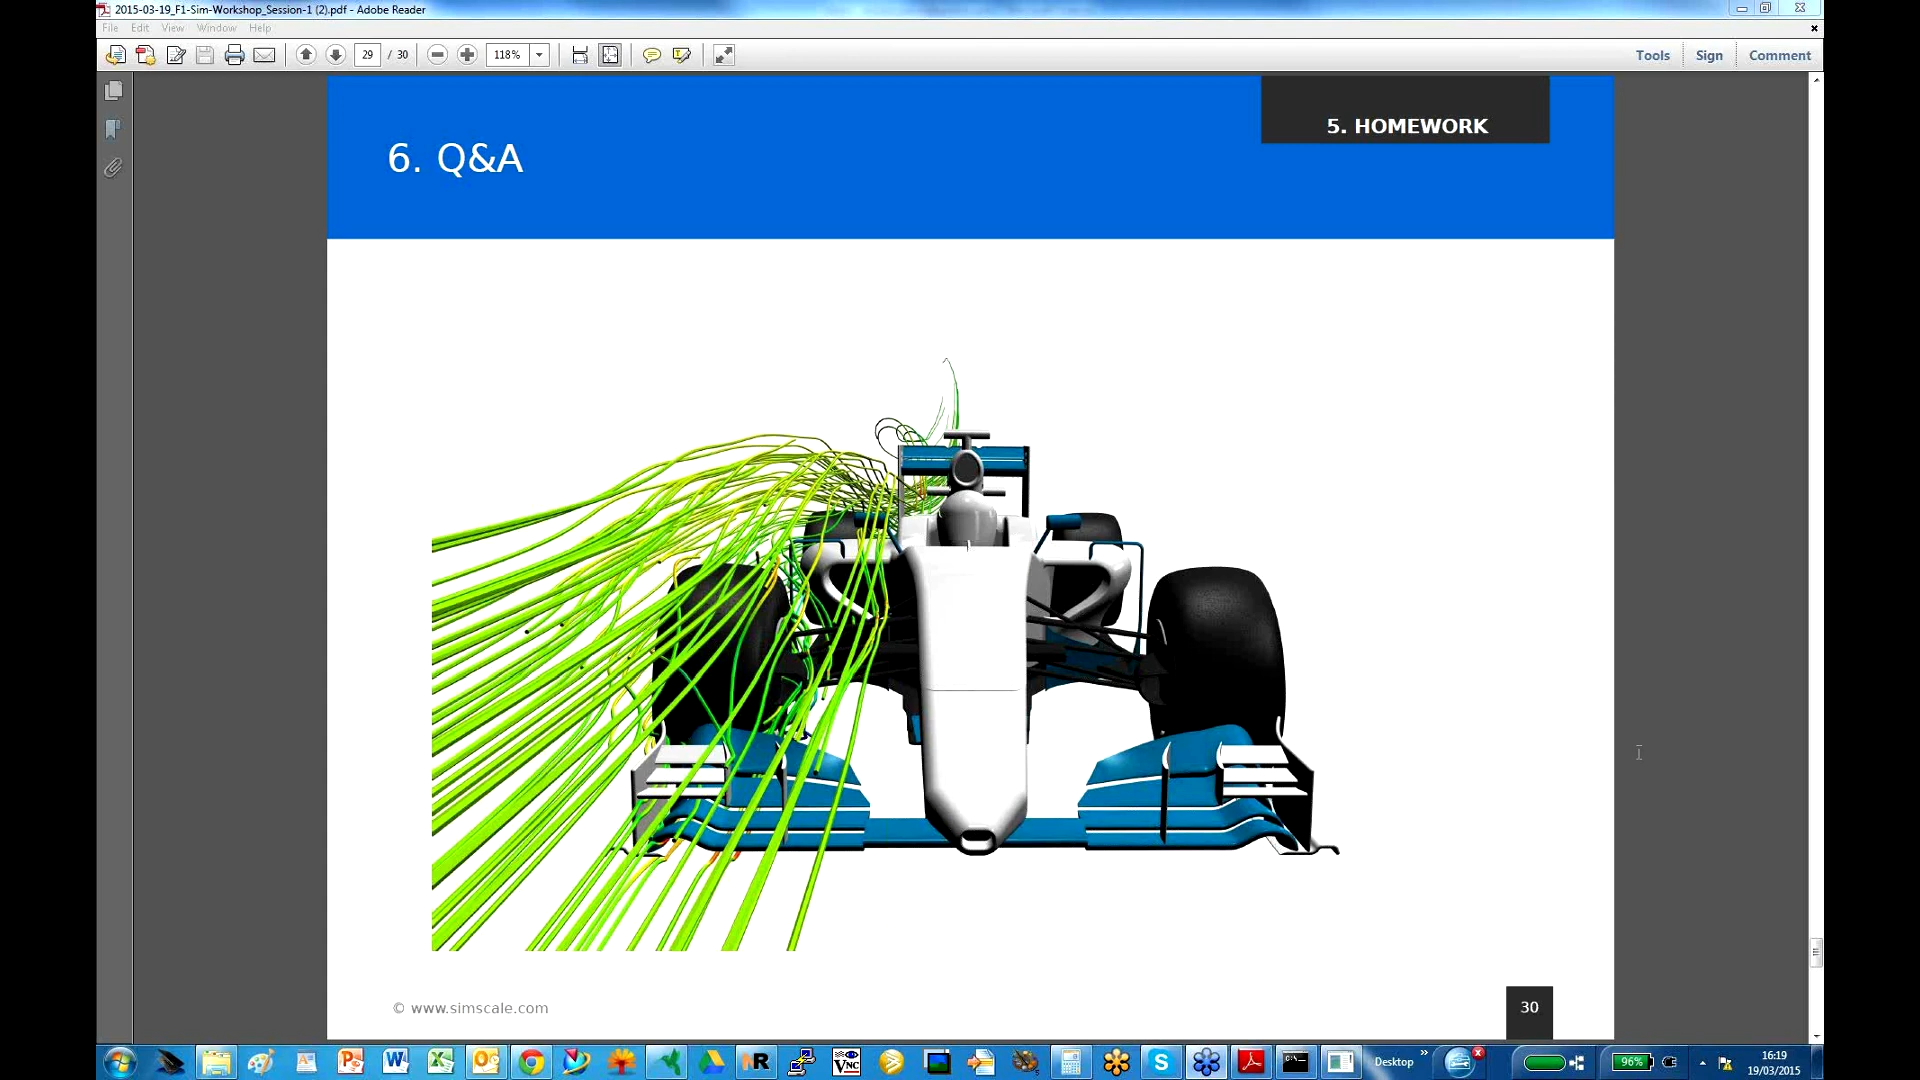 2015-03-19_F1-Sim-Workshop_Session-1 (2).pdf - Adobe Reader
File Edit View Window Help
29 / 30 118% Tools Sign Comment
5. HOMEWORK
6. Q&A
© www.simscale.com
30
Desktop
96%
16:19
19/03/2015